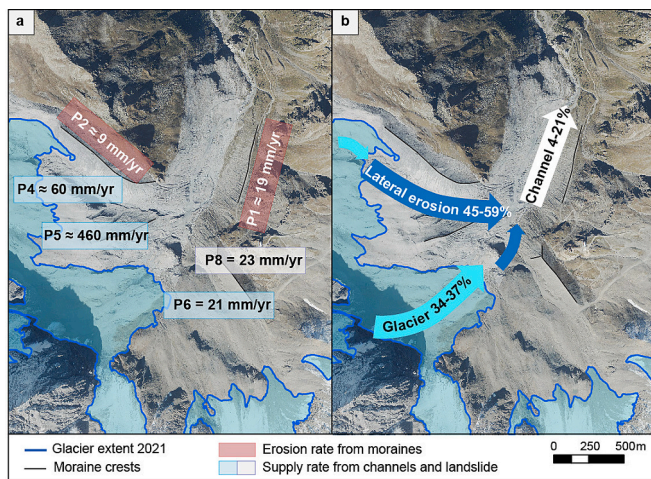 a
P2 ≈ 9 mm/yr
P1 ≈ 19 mm/yr
P4 ≈ 60 mm/yr
P5 ≈ 460 mm/yr
P8 = 23 mm/yr
P6 = 21 mm/yr
b
Channel 4-21%
Lateral erosion 45-59%
Glacier 34-37%
Glacier extent 2021
Moraine crests
Erosion rate from moraines
Supply rate from channels and landslide
0 250 500m